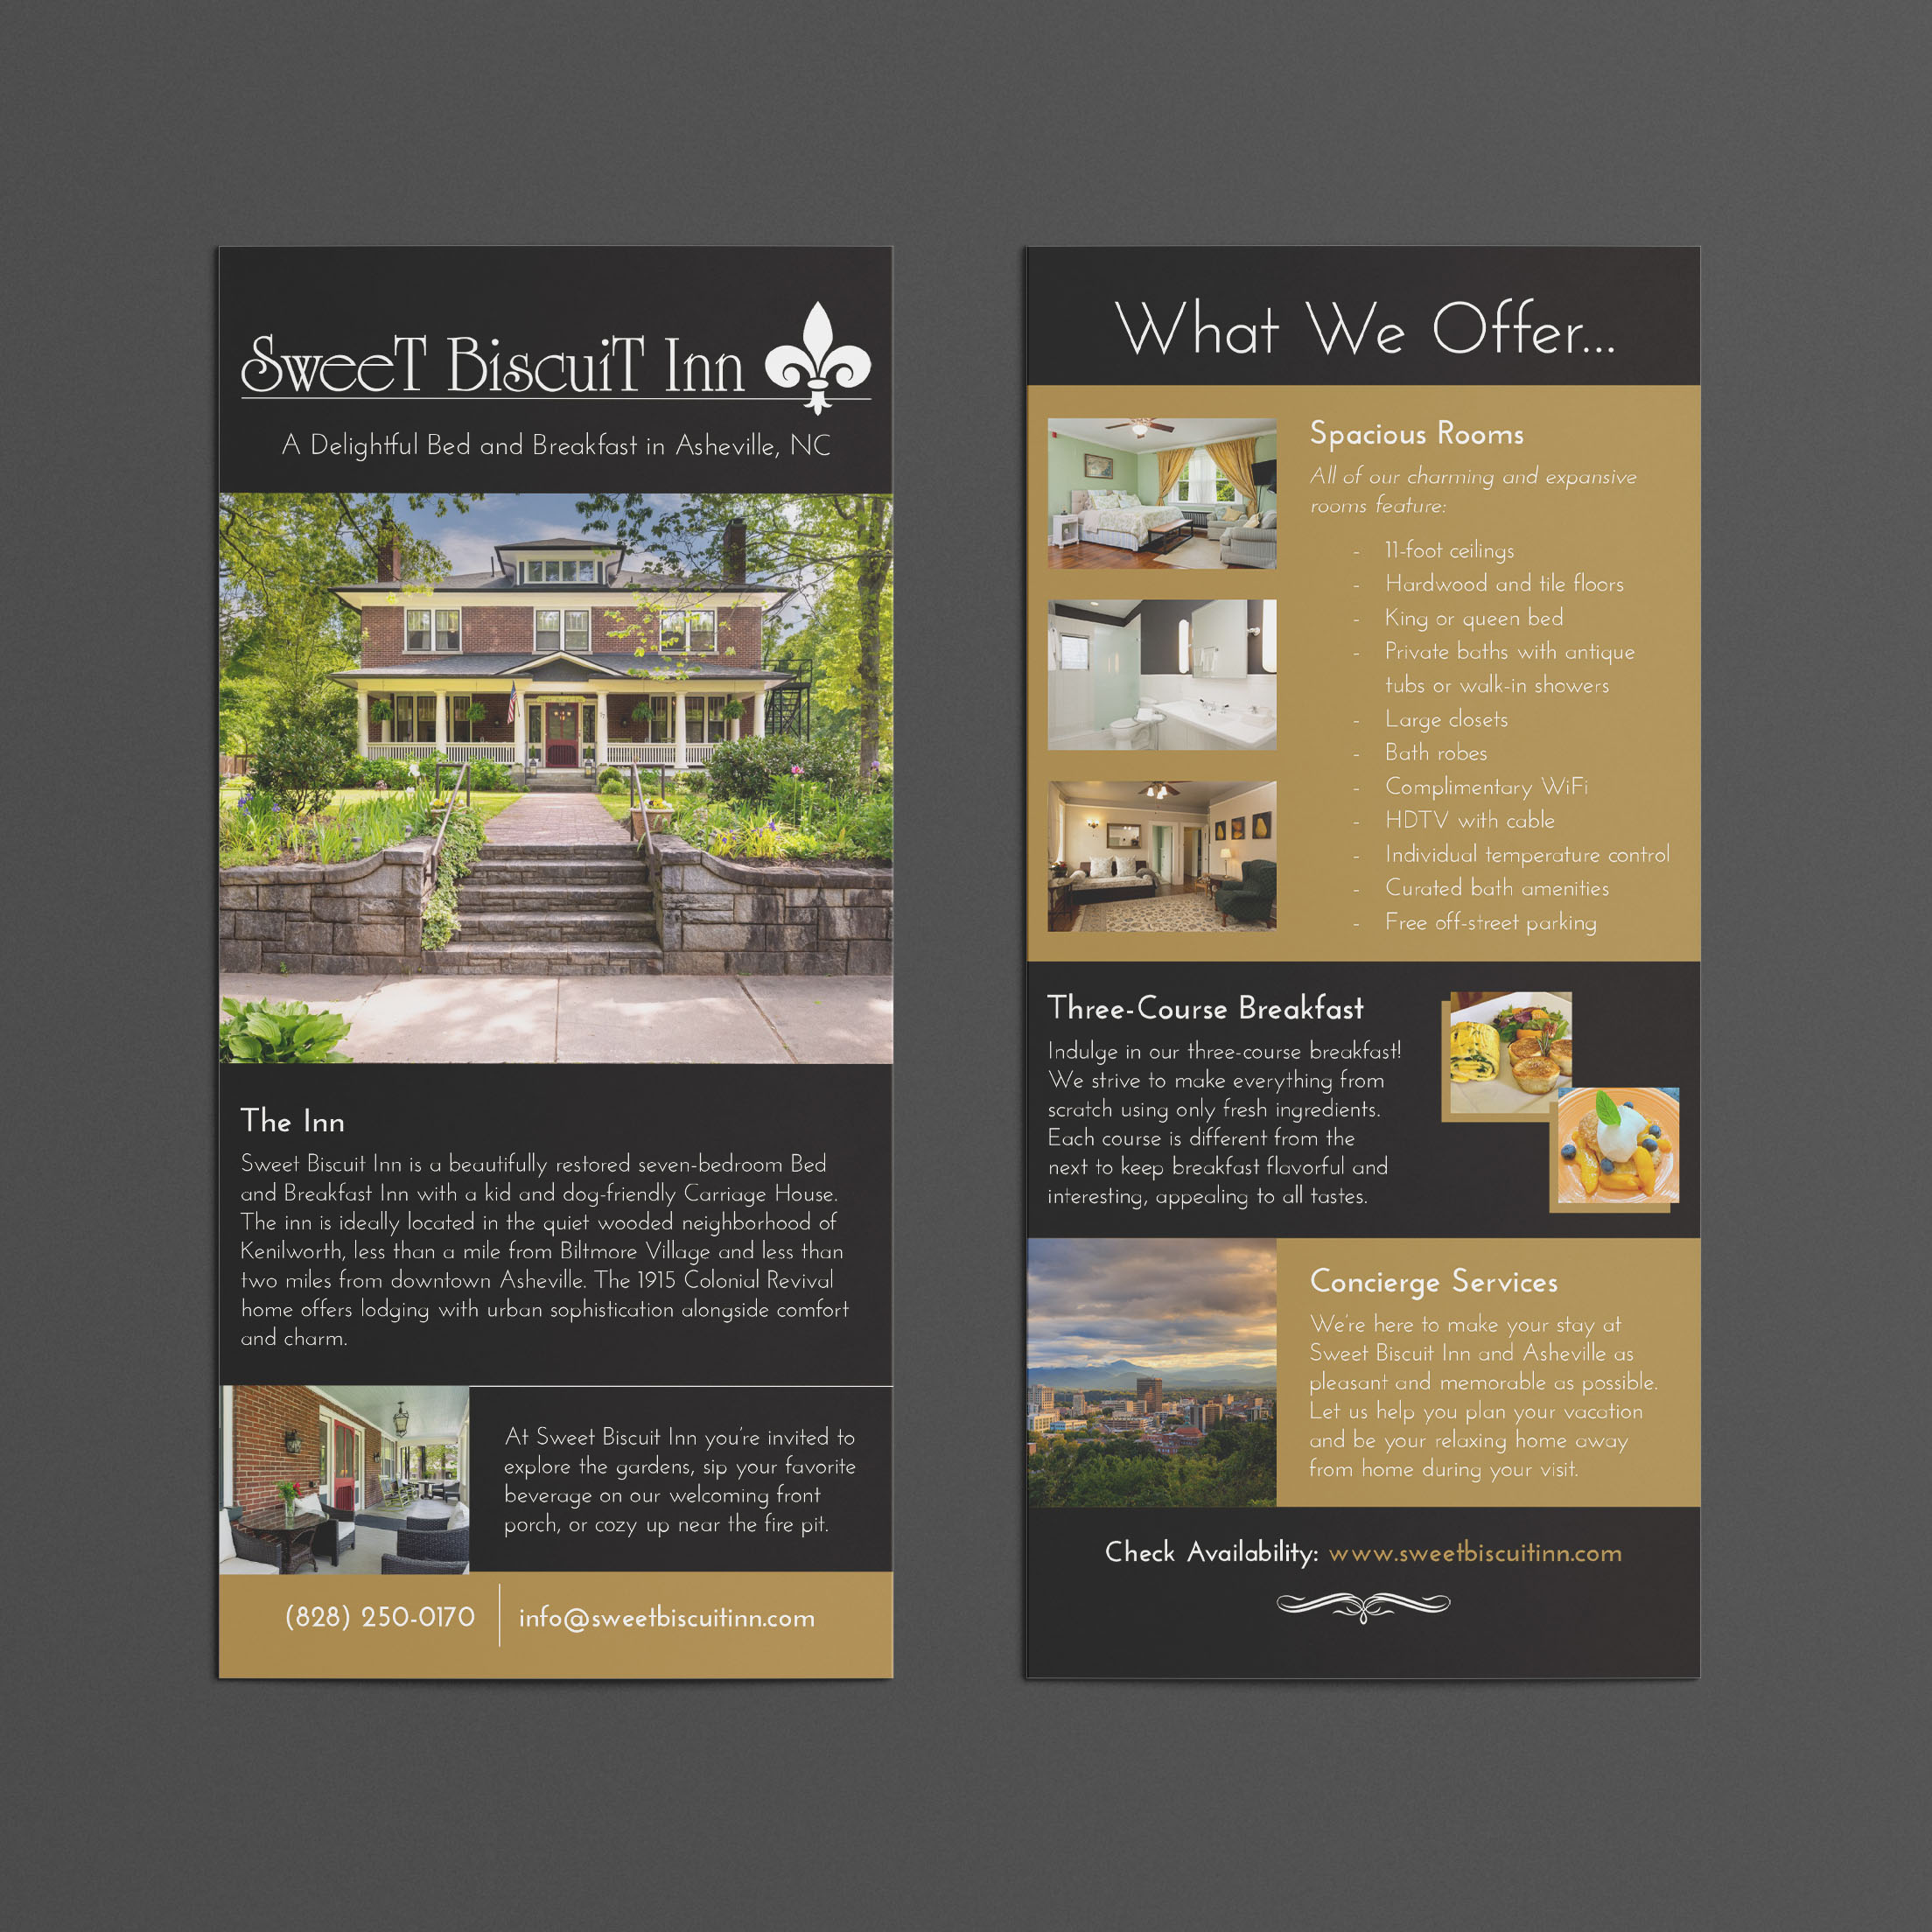 SweeT BiscuiT Inn
A Delightful Bed and Breakfast in Asheville, NC
The Inn
Sweet Biscuit Inn is a beautifully restored seven-bedroom Bed
and Breakfast Inn with a kid and dog-friendly Carriage House.
The inn is ideally located in the quiet wooded neighborhood of
Kenilworth, less than a mile from Biltmore Village and less than
two miles from downtown Asheville. The 1915 Colonial Revival
home offers lodging with urban sophistication alongside comfort
and charm.
At Sweet Biscuit Inn you're invited to
explore the gardens, sip your favorite
beverage on our welcoming front
porch, or cozy up near the fire pit.
(828) 250-0170 info@sweetbiscuitinn.com
What We Offer...
Spacious Rooms
All of our charming and expansive
rooms feature:
- 11-foot ceilings
- Hardwood and tile floors
- King or queen bed
- Private baths with antique
tubs or walk-in showers
- Large closets
- Bath robes
- Complimentary WiFi
- HDTV with cable
- Individual temperature control
- Curated bath amenities
- Free off-street parking
Three-Course Breakfast
Indulge in our three-course breakfast!
We strive to make everything from
scratch using only fresh ingredients.
Each course is different from the
next to keep breakfast flavorful and
interesting, appealing to all tastes.
Concierge Services
We're here to make your stay at
Sweet Biscuit Inn and Asheville as
pleasant and memorable as possible.
Let us help you plan your vacation
and be your relaxing home away
from home during your visit.
Check Availability: www.sweetbiscuitinn.com